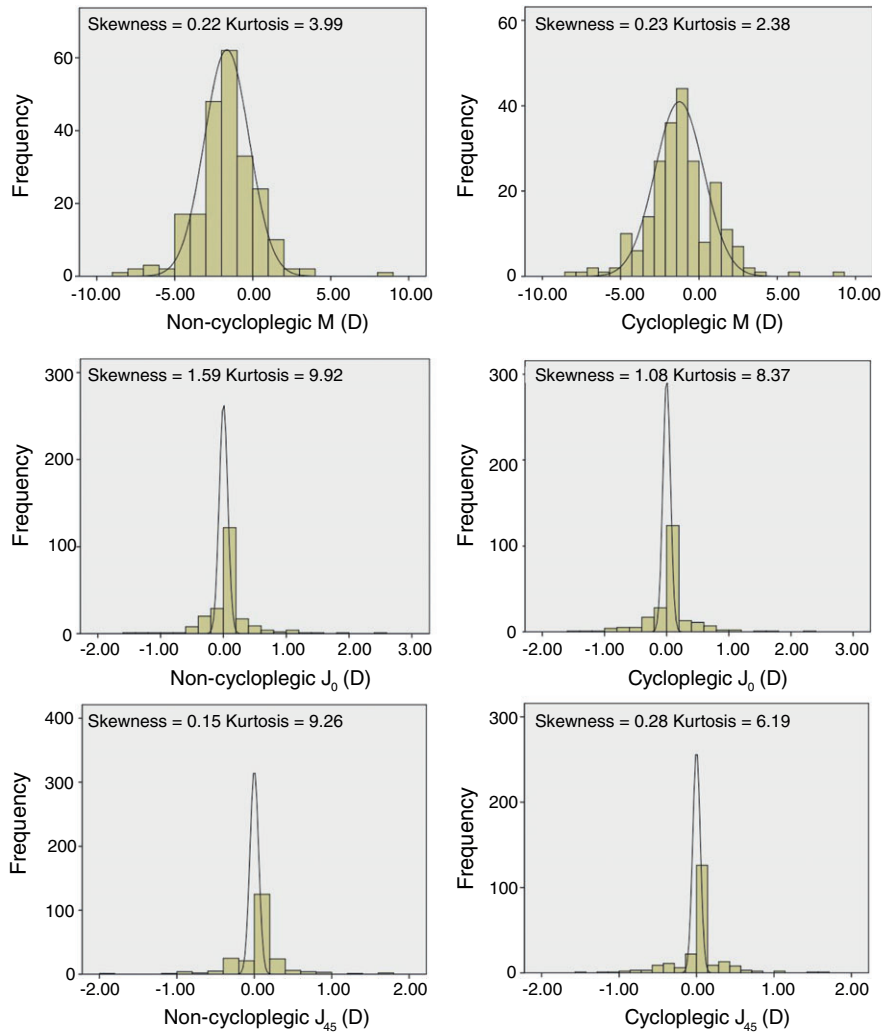 Skewness = 0.22 Kurtosis = 3.99
Frequency
60
40
20
0
-10.00 -5.00 0.00 5.00 10.00
Non-cycloplegic M (D)
Skewness = 0.23 Kurtosis = 2.38
Frequency
60
40
20
0
-10.00 -5.00 0.00 5.00 10.00
Cycloplegic M (D)
Skewness = 1.59 Kurtosis = 9.92
Frequency
300
200
100
0
-2.00 -1.00 0.00 1.00 2.00 3.00
Non-cycloplegic J0 (D)
Skewness = 1.08 Kurtosis = 8.37
Frequency
300
200
100
0
-2.00 -1.00 0.00 1.00 2.00 3.00
Cycloplegic J0 (D)
Skewness = 0.15 Kurtosis = 9.26
Frequency
400
300
200
100
0
-2.00 -1.00 0.00 1.00 2.00
Non-cycloplegic J45 (D)
Skewness = 0.28 Kurtosis = 6.19
Frequency
300
200
100
0
-2.00 -1.00 0.00 1.00 2.00
Cycloplegic J45 (D)